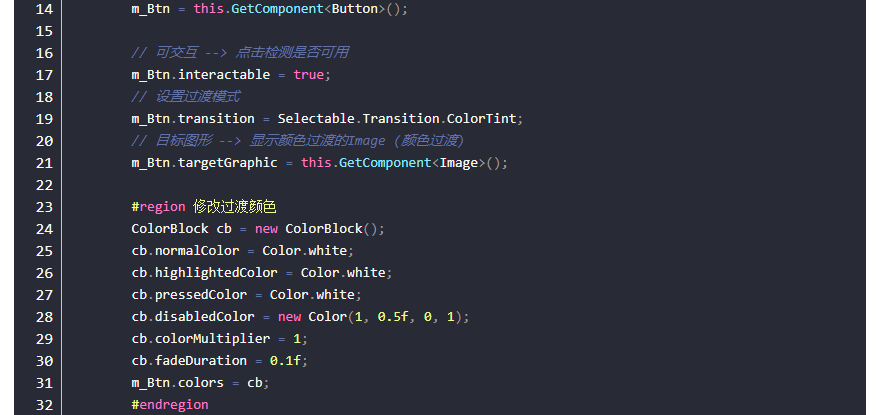 14 m_Btn = this.GetComponent<Button>();
15
16 // 可交互 --> 点击检测是否可用
17 m_Btn.interactable = true;
18 // 设置过渡模式
19 m_Btn.transition = Selectable.Transition.ColorTint;
20 // 目标图形 --> 显示颜色过渡的Image (颜色过渡)
21 m_Btn.targetGraphic = this.GetComponent<Image>();
22
23 #region 修改过渡颜色
24 ColorBlock cb = new ColorBlock();
25 cb.normalColor = Color.white;
26 cb.highlightedColor = Color.white;
27 cb.pressedColor = Color.white;
28 cb.disabledColor = new Color(1, 0.5f, 0, 1);
29 cb.colorMultiplier = 1;
30 cb.fadeDuration = 0.1f;
31 m_Btn.colors = cb;
32 #endregion